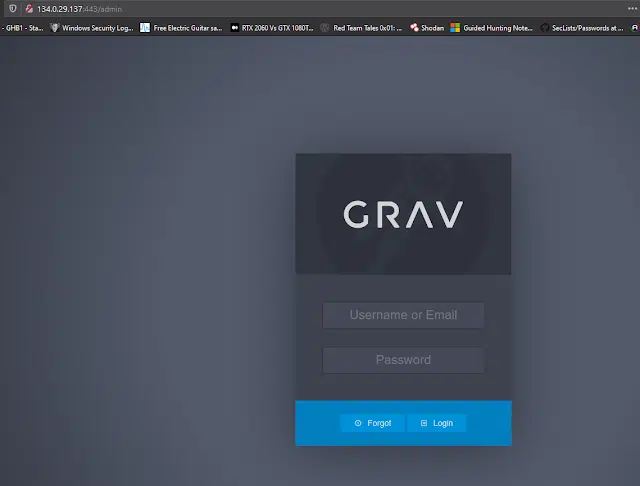 134.0.29.137:443/admin
- GHB1 - Sta... Windows Security Log... Free Electric Guitar sa... RTX 2060 Vs GTX 1080T... Red Team Tales 0x01: ... Shodan Guided Hunting Note... SecLists/Passwords at ...
GRAV
Username or Email
Password
Forgot Login